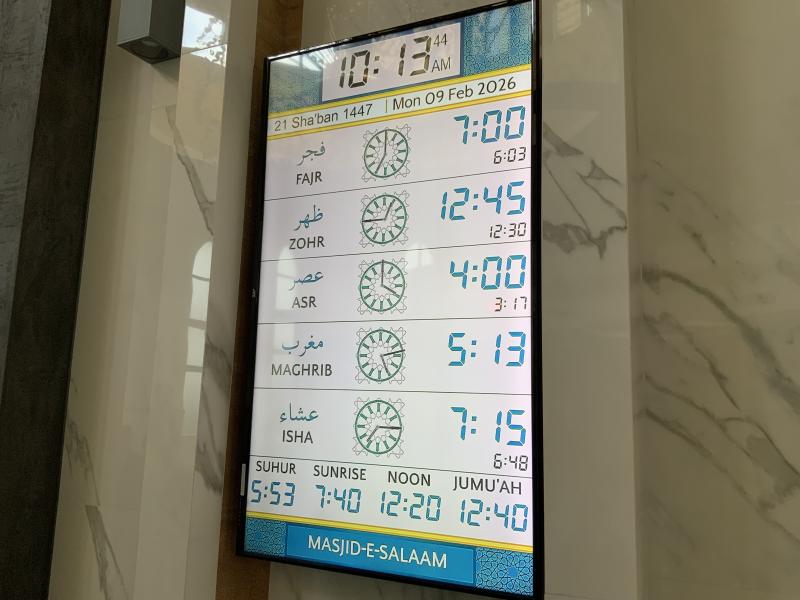 10:13 44 AM
21 Sha'ban 1447 | Mon 09 Feb 2026
فجر 7:00
FAJR 6:03
ظهر 12:45
ZOHR 12:30
عصر 4:00
ASR 3:17
مغرب 5:13
MAGHRIB
عشاء 7:15
ISHA 6:48
SUHUR SUNRISE NOON JUMU'AH
5:53 7:40 12:20 12:40
MASJID-E-SALAAM